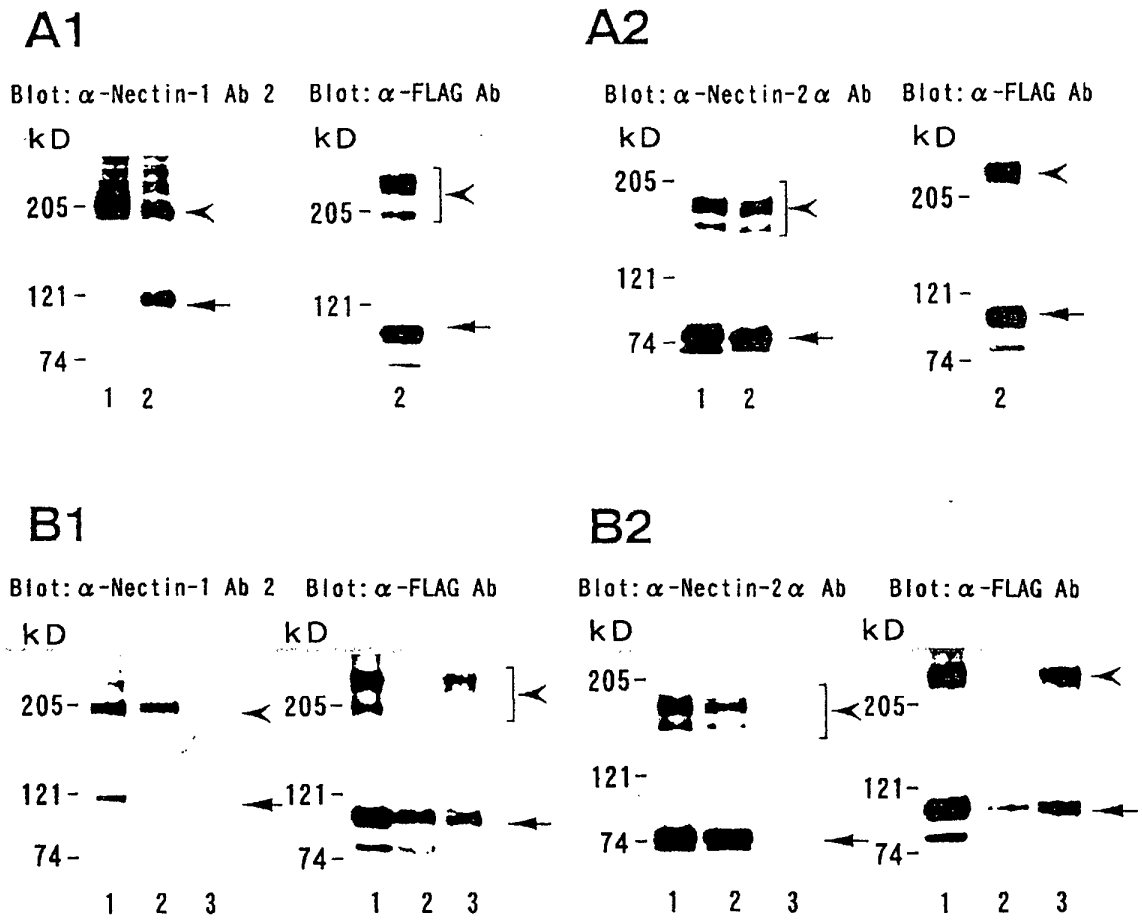 A1
Blot: α-Nectin-1 Ab 2
Blot: α-FLAG Ab
kD
205-
121-
74-
1 2
205-
121-
2
A2
Blot: α-Nectin-2α Ab
Blot: α-FLAG Ab
kD
205-
121-
74-
1 2
kD
205-
121-
74-
2
B1
Blot: α-Nectin-1 Ab 2
Blot: α-FLAG Ab
kD
205-
121-
74-
1 2 3
kD
205-
121-
74-
1 2 3
B2
Blot: α-Nectin-2α Ab
Blot: α-FLAG Ab
kD
205-
121-
74-
1 2 3
205-
121-
74-
1 2 3